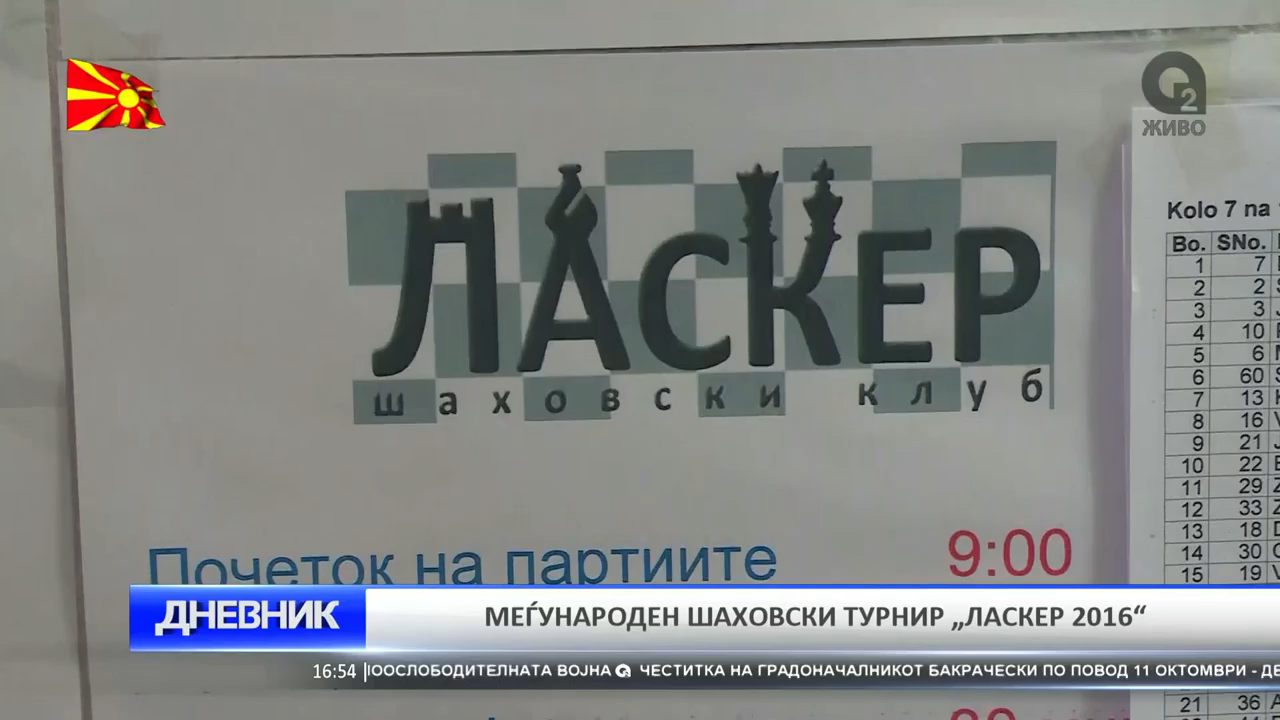 2
ЖИВО
ЛАСКЕР
шаховски клуб
Почеток на партиите 9:00
Kolo 7 na
Bo. SNo.
1 7
2 2
3 3
4 10
5 6
6 60
7 13
8 16
9 21
10 22
11 29
12 33
13 18
14 30
15 19
ДНЕВНИК
МЕЃУНАРОДЕН ШАХОВСКИ ТУРНИР „ЛАСКЕР 2016“
16:54 ВОЈНА ЧЕСТИТКА НА ГРАДОНАЧАЛНИКОТ БАКРАЧЕСКИ ПО ПОВОД 11 ОКТОМВРИ -
21 36